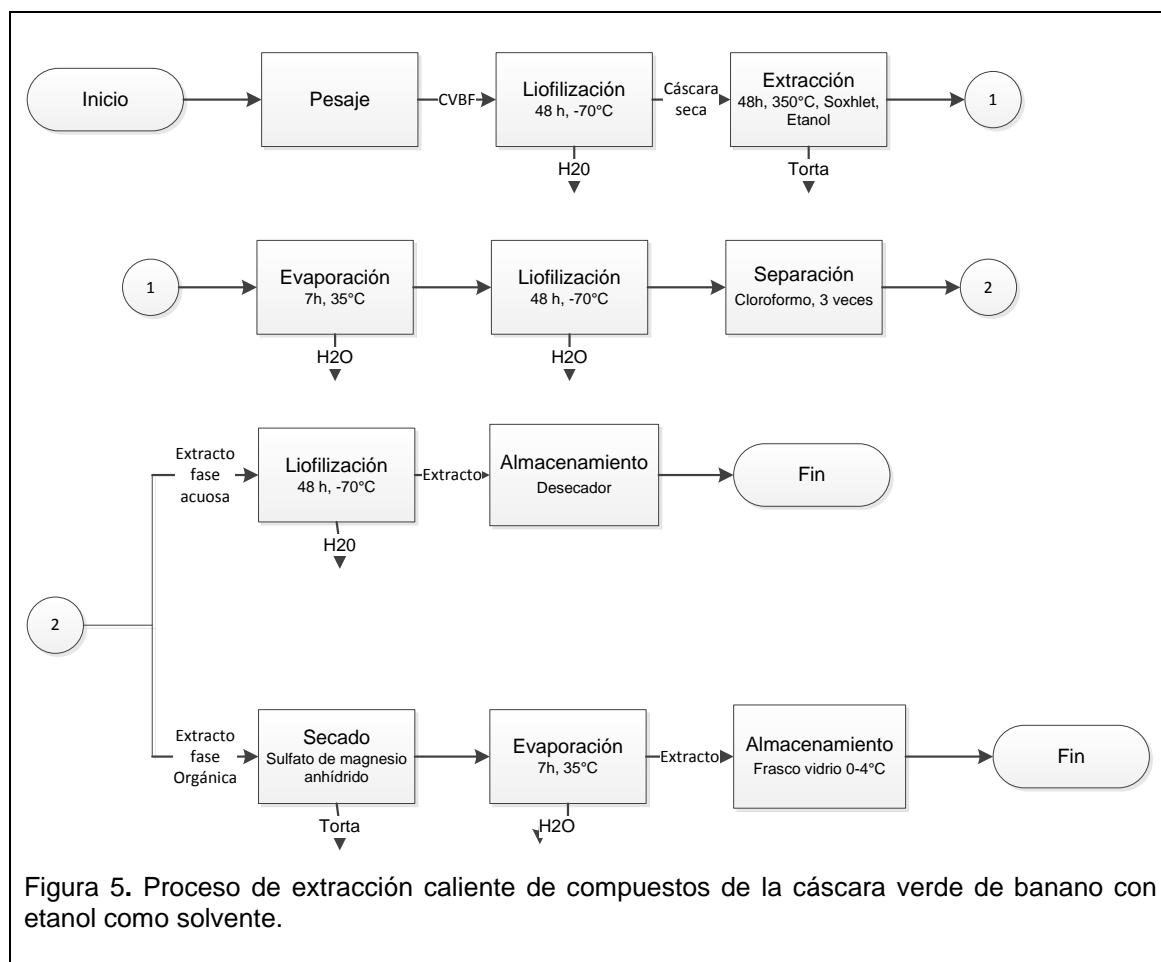 Inicio
Pesaje
CVBF
Liofilización
48 h, -70°C
Cáscara
seca
Extracción
48h, 350°C, Soxhlet,
Etanol
1
H20
Torta
1
Evaporación
7h, 35°C
Liofilización
48 h, -70°C
Separación
Cloroformo, 3 veces
2
H2O
H2O
Extracto
fase
acuosa
Liofilización
48 h, -70°C
Extracto
Almacenamiento
Desecador
Fin
H20
2
Extracto
fase
Orgánica
Secado
Sulfato de magnesio
anhídrido
Evaporación
7h, 35°C
Extracto
Almacenamiento
Frasco vidrio 0-4°C
Fin
Torta
H2O
Figura 5. Proceso de extracción caliente de compuestos de la cáscara verde de banano con
etanol como solvente.